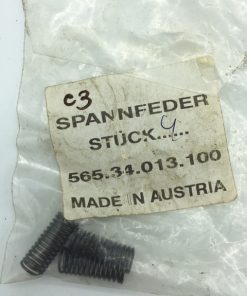 C3
SPANNFEDER
STÜCK...4...
565.34.013.100
MADE IN AUSTRIA